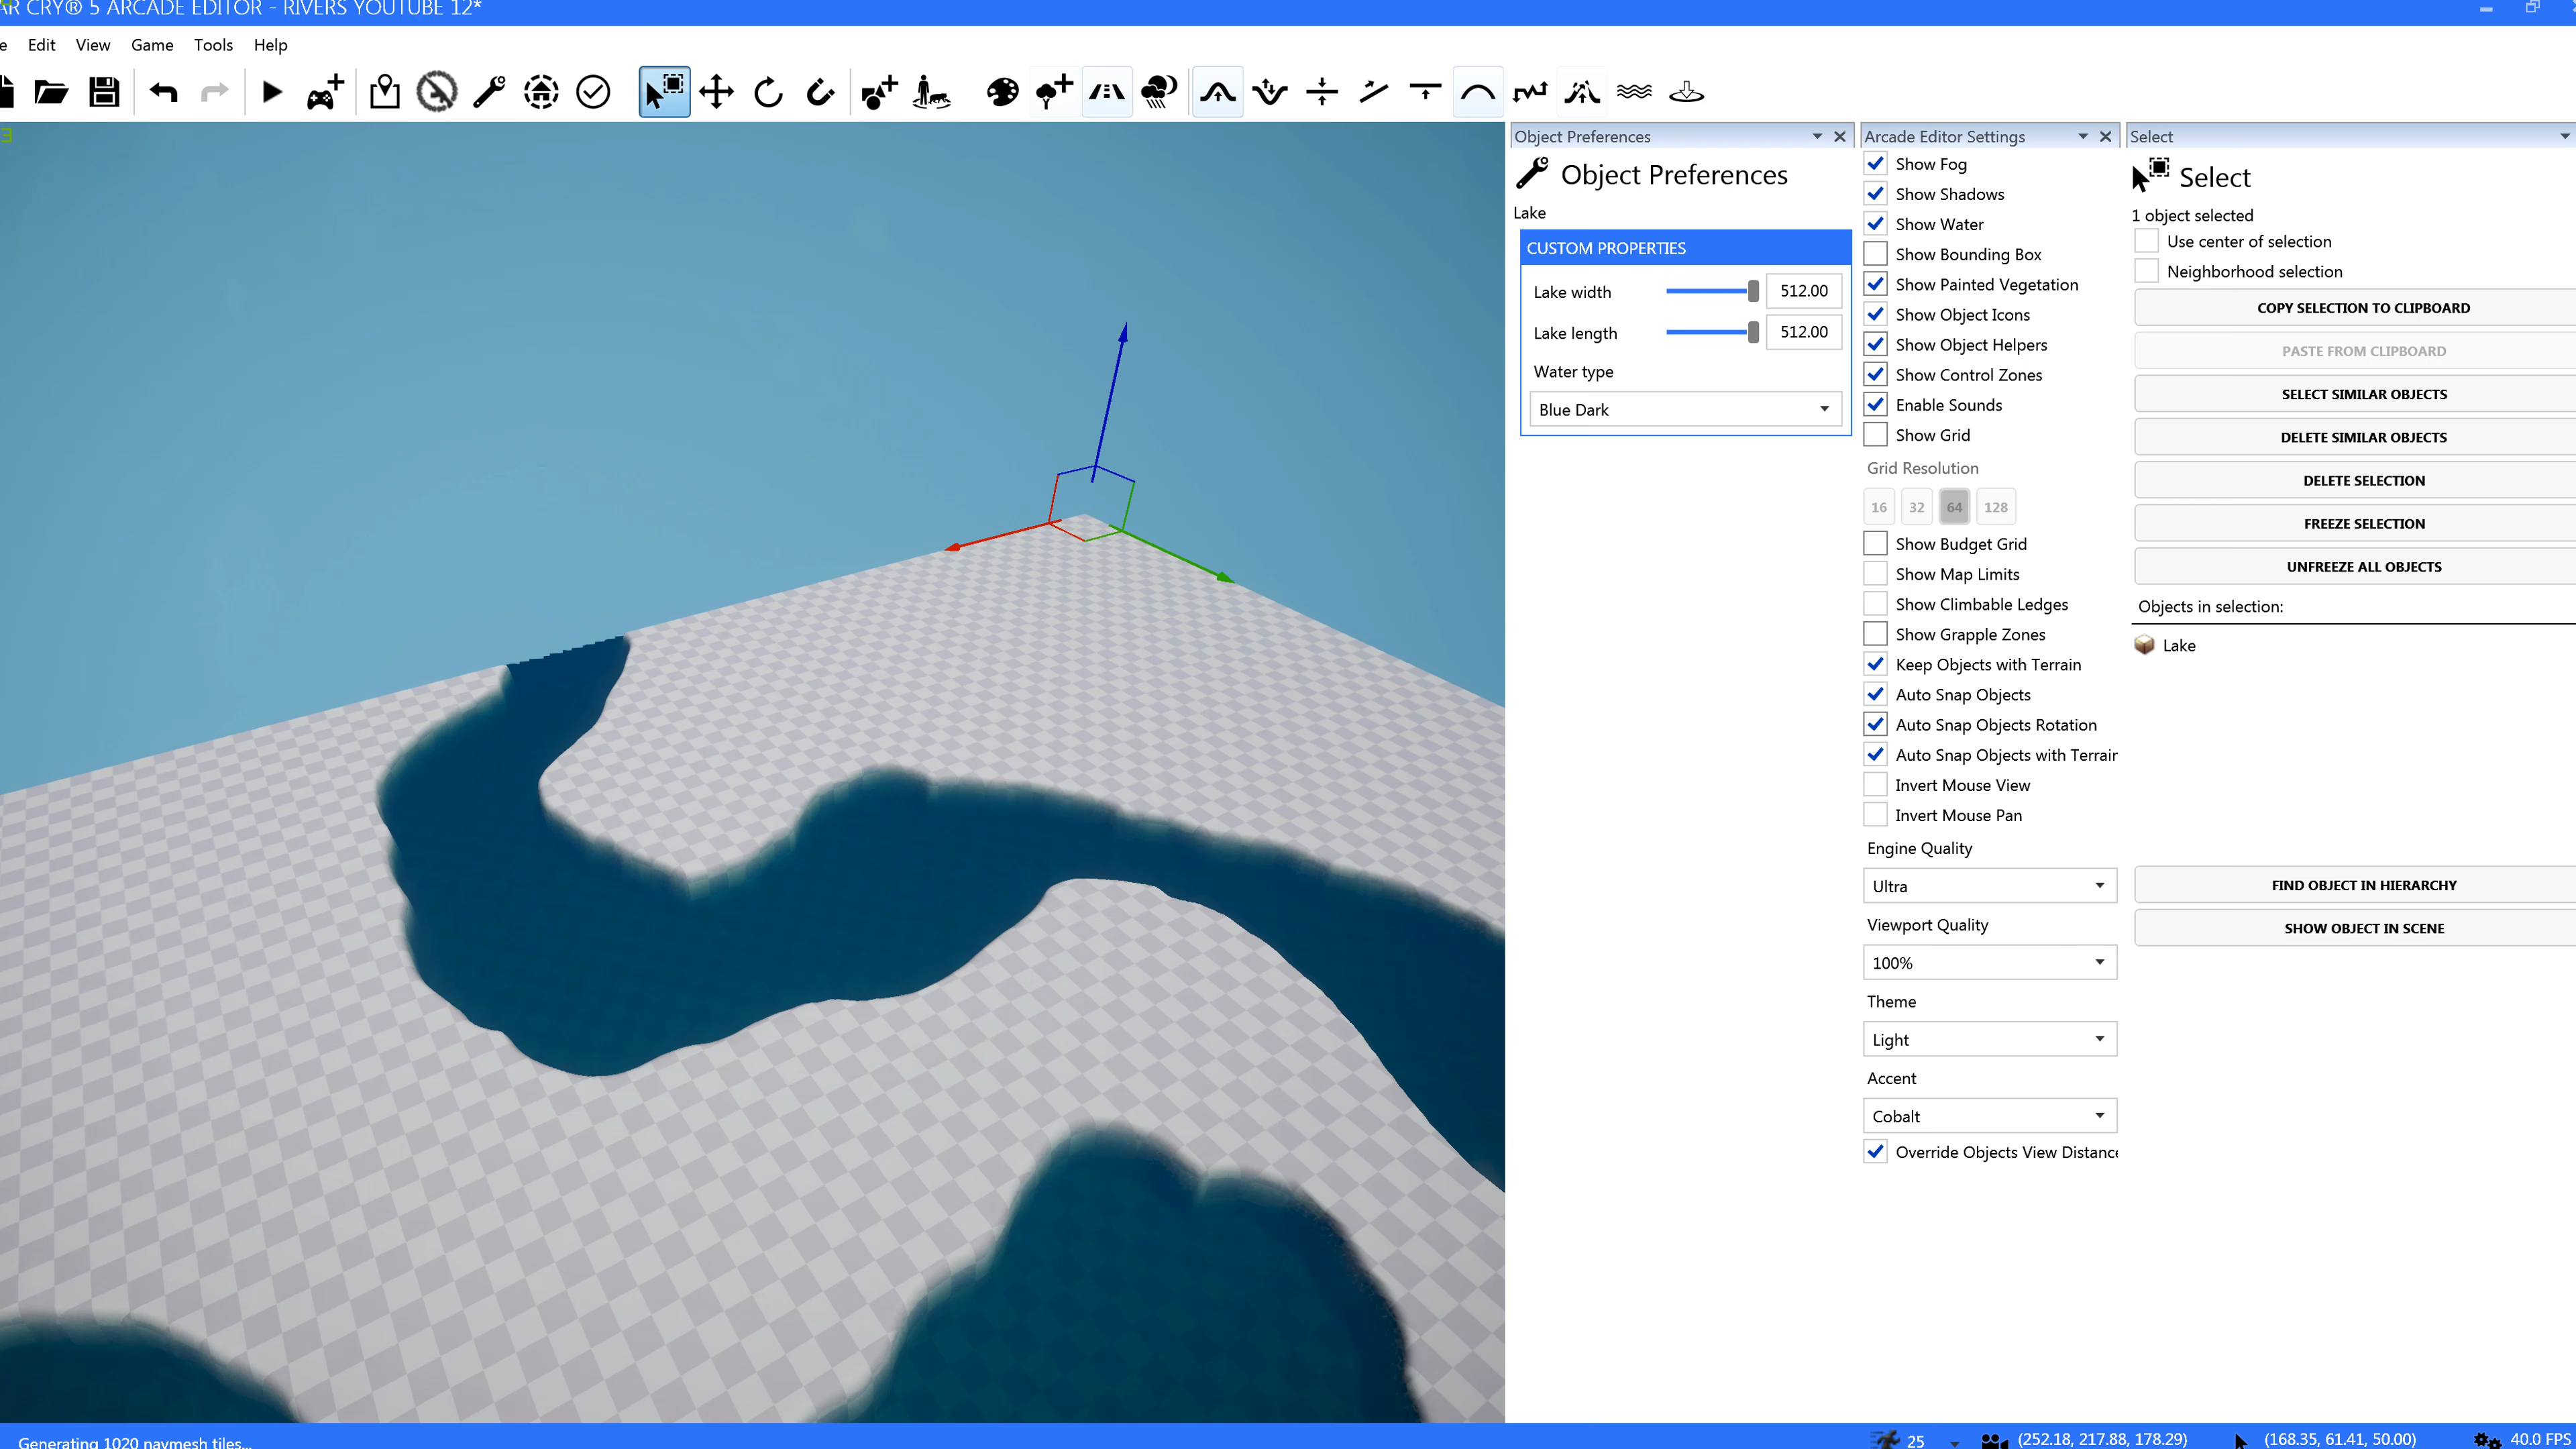 AR CRY® 5 ARCADE EDITOR - RIVERS YOUTUBE 12*
e Edit View Game Tools Help
3
Object Preferences
Object Preferences
Lake
CUSTOM PROPERTIES
Lake width 512.00
Lake length 512.00
Water type
Blue Dark
Arcade Editor Settings
Show Fog
Show Shadows
Show Water
Show Bounding Box
Show Painted Vegetation
Show Object Icons
Show Object Helpers
Show Control Zones
Enable Sounds
Show Grid
Grid Resolution
16 32 64 128
Show Budget Grid
Show Map Limits
Show Climbable Ledges
Show Grapple Zones
Keep Objects with Terrain
Auto Snap Objects
Auto Snap Objects Rotation
Auto Snap Objects with Terrain
Invert Mouse View
Invert Mouse Pan
Engine Quality
Ultra
Viewport Quality
100%
Theme
Light
Accent
Cobalt
Override Objects View Distance
Select
Select
1 object selected
Use center of selection
Neighborhood selection
COPY SELECTION TO CLIPBOARD
PASTE FROM CLIPBOARD
SELECT SIMILAR OBJECTS
DELETE SIMILAR OBJECTS
DELETE SELECTION
FREEZE SELECTION
UNFREEZE ALL OBJECTS
Objects in selection:
Lake
FIND OBJECT IN HIERARCHY
SHOW OBJECT IN SCENE
Generating 1020 navmesh tiles...
25 (252.18, 217.88, 178.29) (168.35, 61.41, 50.00) 40.0 FPS